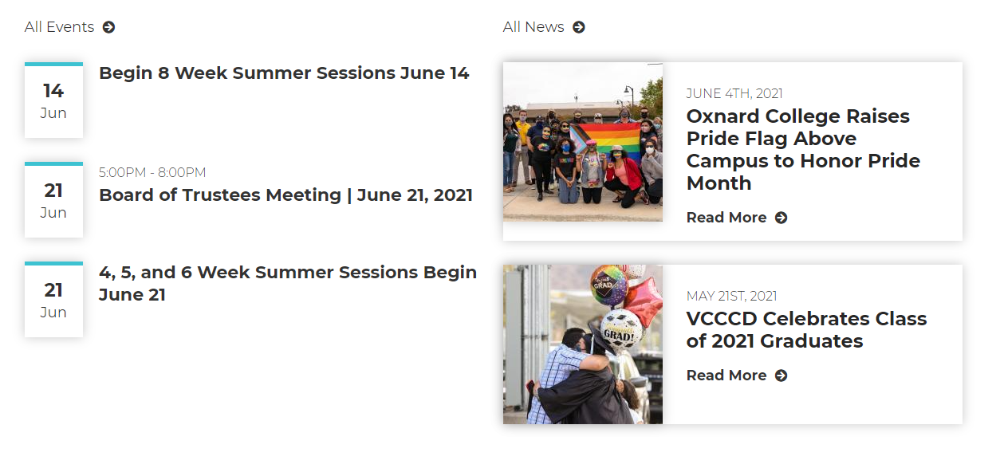 All Events
14
Jun
Begin 8 Week Summer Sessions June 14
21
Jun
5:00PM - 8:00PM
Board of Trustees Meeting | June 21, 2021
21
Jun
4, 5, and 6 Week Summer Sessions Begin
June 21
All News
JUNE 4TH, 2021
Oxnard College Raises
Pride Flag Above
Campus to Honor Pride
Month
Read More
GRAD
GRAD!
MAY 21ST, 2021
VCCCD Celebrates Class
of 2021 Graduates
Read More